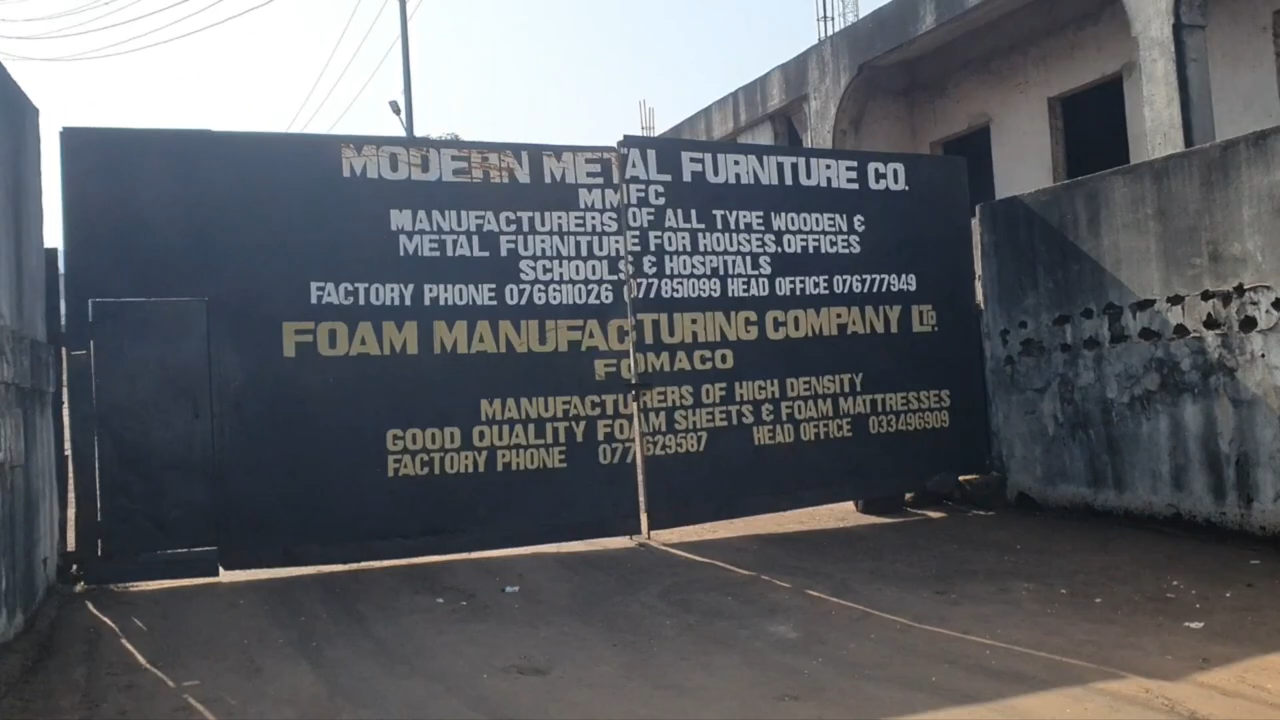 MODERN METAL FURNITURE CO.
MMFC
MANUFACTURERS OF ALL TYPE WOODEN &
METAL FURNITURE FOR HOUSES, OFFICES
SCHOOLS & HOSPITALS
FACTORY PHONE 076611026 077851099 HEAD OFFICE 076777949
FOAM MANUFACTURING COMPANY LTD.
FOMACO
MANUFACTURERS OF HIGH DENSITY
GOOD QUALITY FOAM SHEETS & FOAM MATTRESSES
FACTORY PHONE 077629587 HEAD OFFICE 033496909